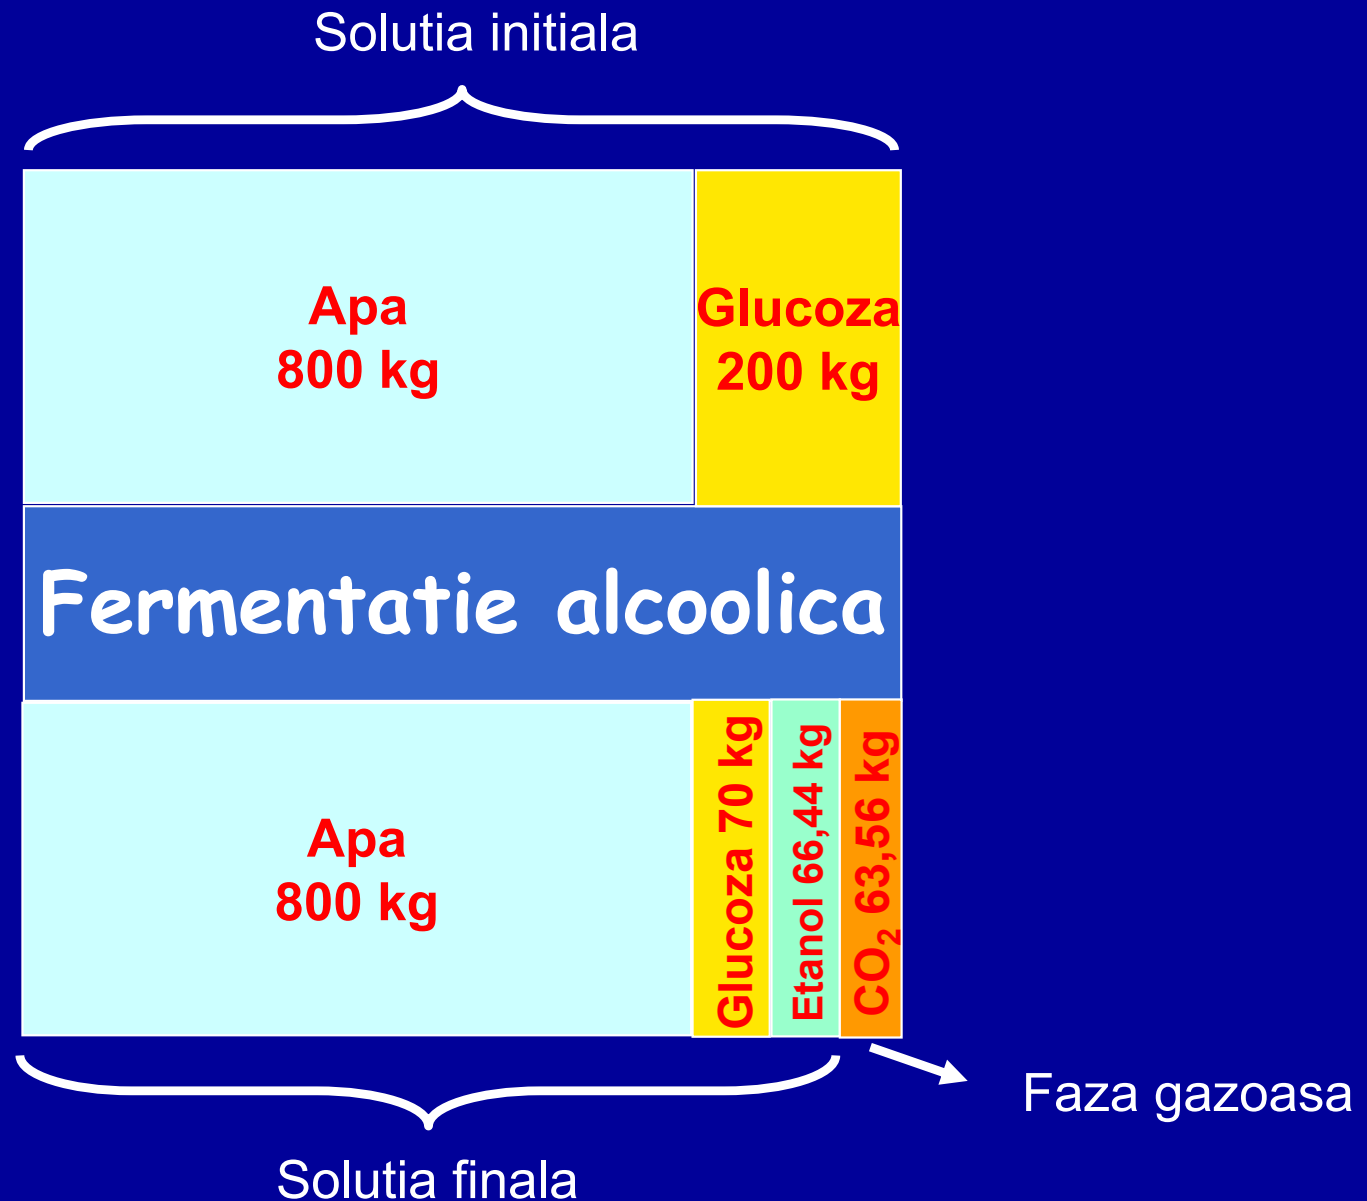 Solutia initiala
Apa
800 kg
Glucoza
200 kg
Fermentatie alcoolica
Apa
800 kg
Glucoza 70 kg
Etanol 66,44 kg
CO₂ 63,56 kg
Faza gazoasa
Solutia finala